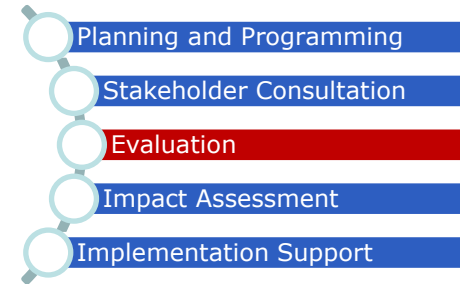 Planning and Programming
Stakeholder Consultation
Evaluation
Impact Assessment
Implementation Support